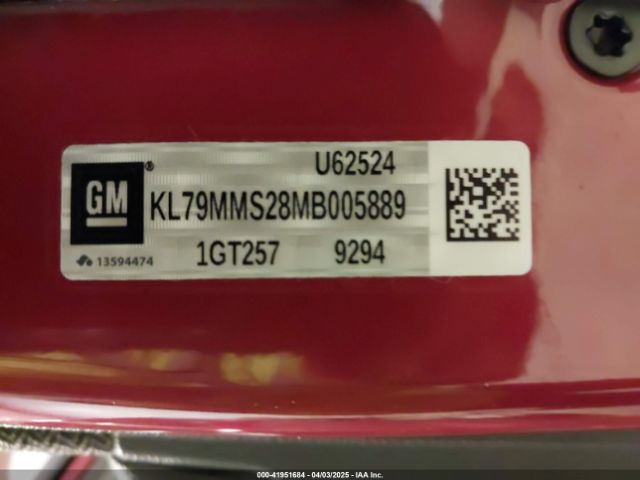 U62524
GM®
KL79MMS28MB005889
13594474
1GT257 9294
000-41951684 - 04/03/2025 - IAA Inc.